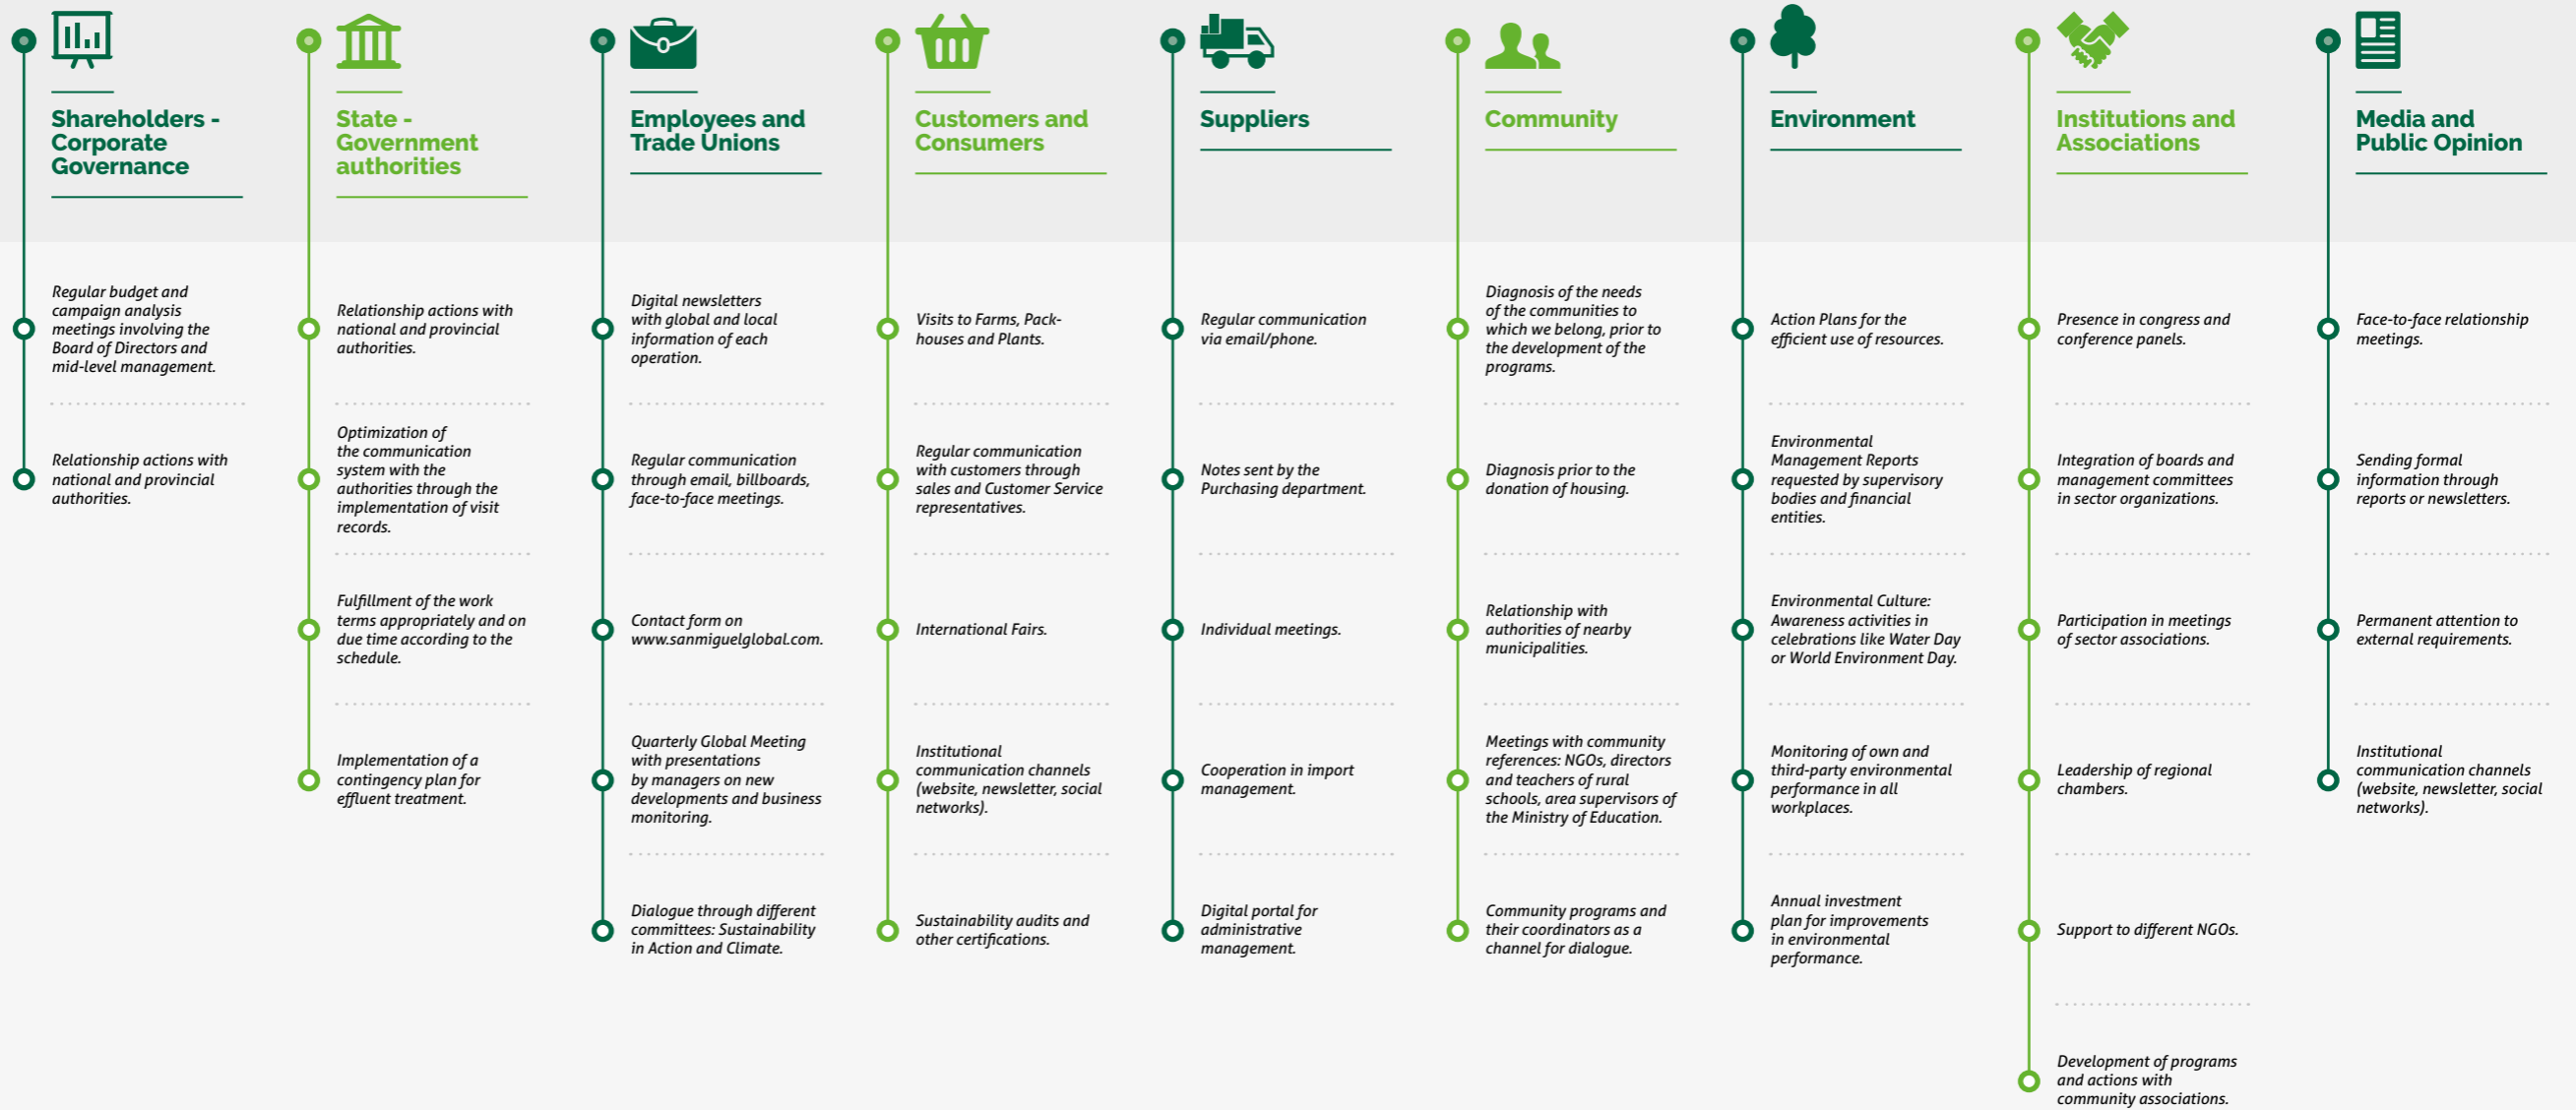 Shareholders -
Corporate
Governance
Regular budget and
campaign analysis
meetings involving the
Board of Directors and
mid-level management.
Relationship actions with
national and provincial
authorities.
State -
Government
authorities
Relationship actions with
national and provincial
authorities.
Optimization of
the communication
system with the
authorities through the
implementation of visit
records.
Fulfillment of the work
terms appropriately and on
due time according to the
schedule.
Implementation of a
contingency plan for
effluent treatment.
Employees and
Trade Unions
Digital newsletters
with global and local
information of each
operation.
Regular communication
through email, billboards,
face-to-face meetings.
Contact form on
www.sanmiguelglobal.com.
Quarterly Global Meeting
with presentations
by managers on new
developments and business
monitoring.
Dialogue through different
committees: Sustainability
in Action and Climate.
Customers and
Consumers
Visits to Farms, Pack-
houses and Plants.
Regular communication
with customers through
sales and Customer Service
representatives.
International Fairs.
Institutional
communication channels
(website, newsletter, social
networks).
Sustainability audits and
other certifications.
Suppliers
Regular communication
via email/phone.
Notes sent by the
Purchasing department.
Individual meetings.
Cooperation in import
management.
Digital portal for
administrative
management.
Community
Diagnosis of the needs
of the communities to
which we belong, prior to
the development of the
programs.
Diagnosis prior to the
donation of housing.
Relationship with
authorities of nearby
municipalities.
Meetings with community
references: NGOs, directors
and teachers of rural
schools, area supervisors of
the Ministry of Education.
Community programs and
their coordinators as a
channel for dialogue.
Environment
Action Plans for the
efficient use of resources.
Environmental
Management Reports
requested by supervisory
bodies and financial
entities.
Environmental Culture:
Awareness activities in
celebrations like Water Day
or World Environment Day.
Monitoring of own and
third-party environmental
performance in all
workplaces.
Annual investment
plan for improvements
in environmental
performance.
Institutions and
Associations
Presence in congress and
conference panels.
Integration of boards and
management committees
in sector organizations.
Participation in meetings
of sector associations.
Leadership of regional
chambers.
Support to different NGOs.
Development of programs
and actions with
community associations.
Media and
Public Opinion
Face-to-face relationship
meetings.
Sending formal
information through
reports or newsletters.
Permanent attention to
external requirements.
Institutional
communication channels
(website, newsletter, social
networks).